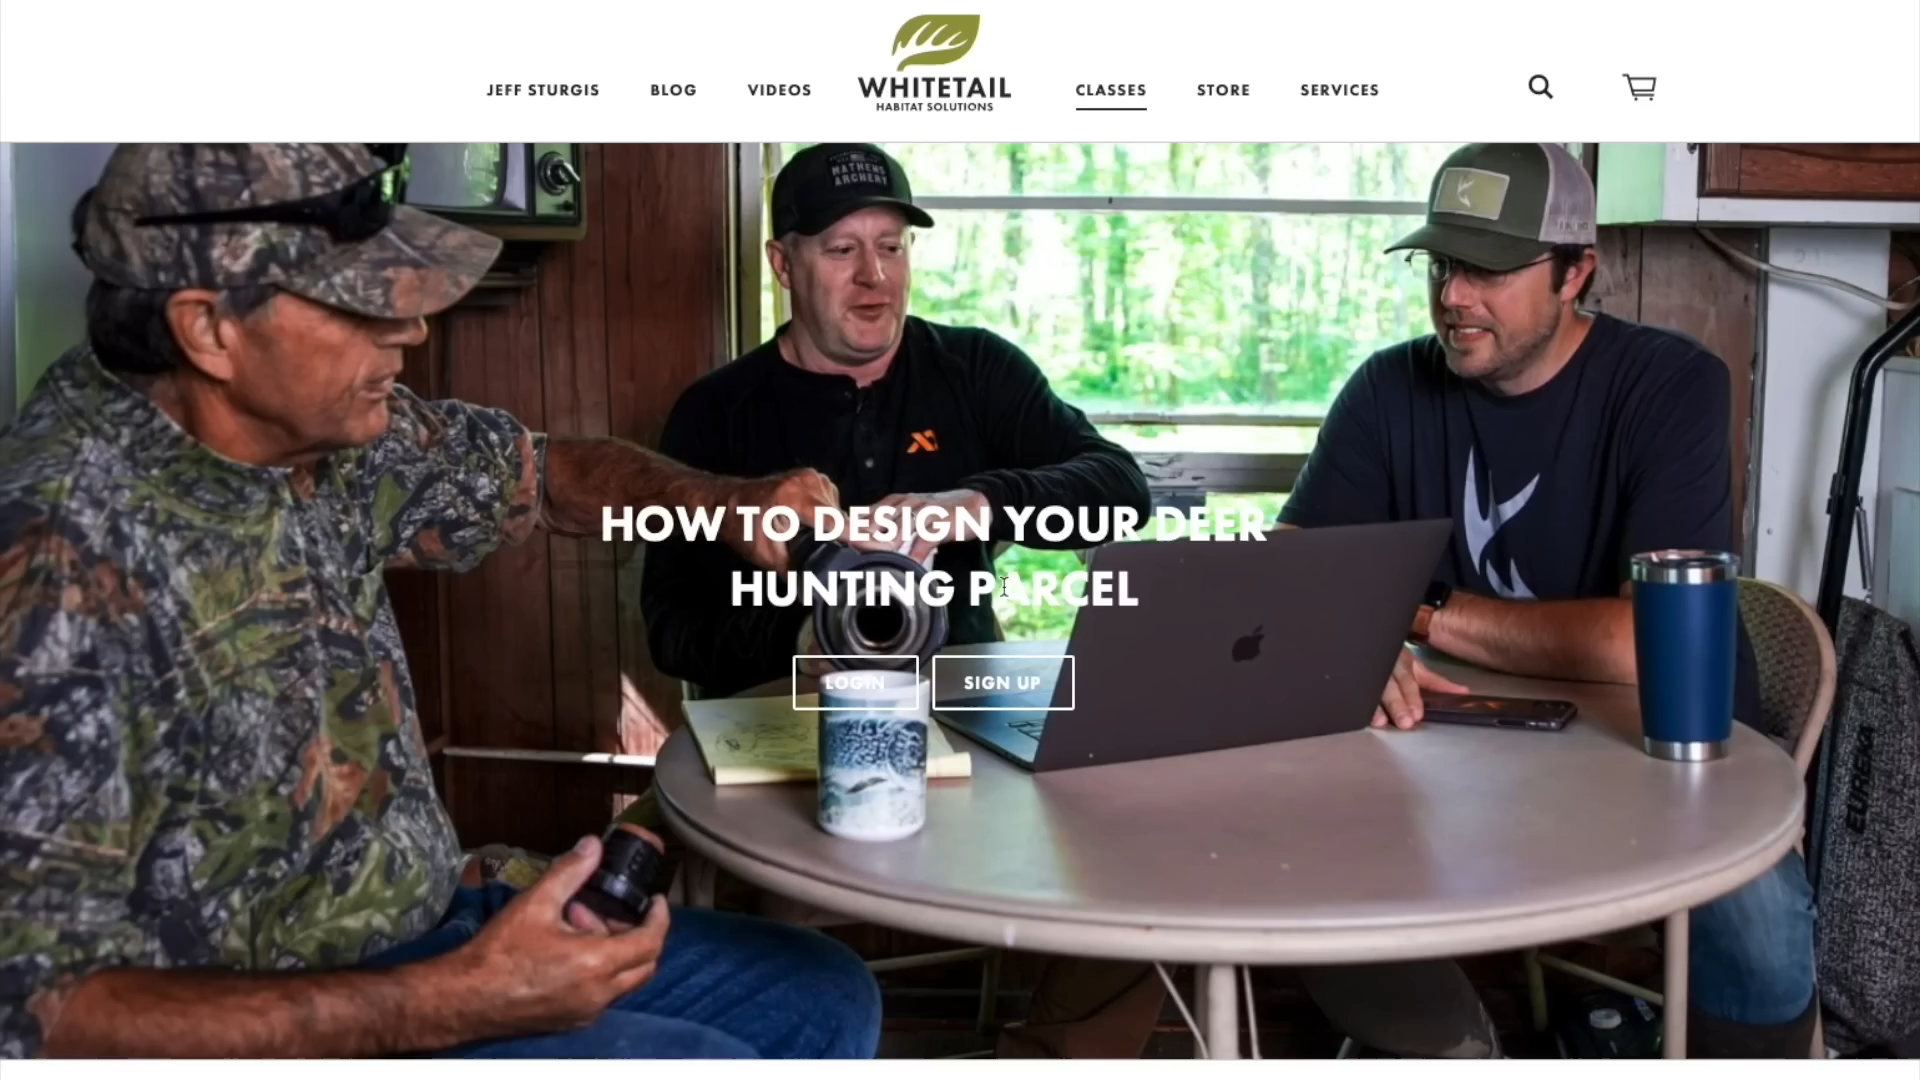 JEFF STURGIS
BLOG
VIDEOS
WHITETAIL
HABITAT SOLUTIONS
CLASSES
STORE
SERVICES
MATHEWS
ARCHERY
HOW TO DESIGN YOUR DEER
HUNTING PARCEL
LOGIN
SIGN UP
EUREKA